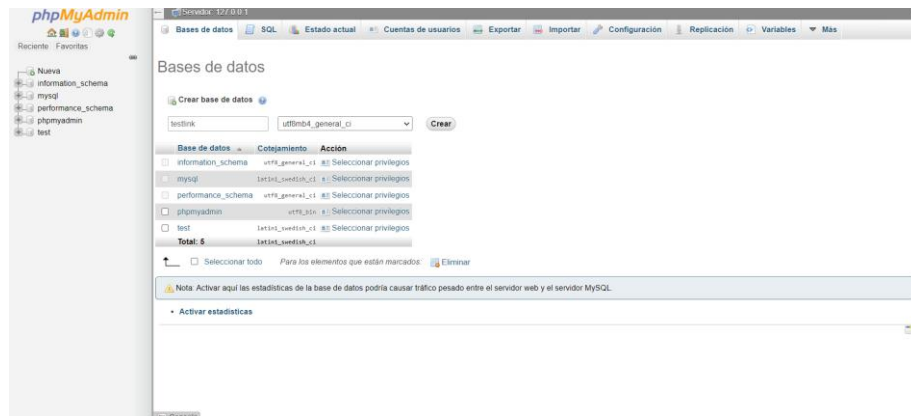 phpMyAdmin
Reciente Favoritas
Nueva
information_schema
mysql
performance_schema
phpmyadmin
test
Servidor: 127.0.0.1
Bases de datos SQL Estado actual Cuentas de usuarios Exportar Importar Configuración Replicación Variables Más
Bases de datos
Crear base de datos
testlink utf8mb4_general_ci Crear
Base de datos Cotejamiento Acción
information_schema utf8_general_ci Seleccionar privilegios
mysql latin1_swedish_ci Seleccionar privilegios
performance_schema utf8_general_ci Seleccionar privilegios
phpmyadmin utf8_bin Seleccionar privilegios
test latin1_swedish_ci Seleccionar privilegios
Total: 5 latin1_swedish_ci
Seleccionar todo Para los elementos que están marcados: Eliminar
Nota: Activar aquí las estadísticas de la base de datos podría causar tráfico pesado entre el servidor web y el servidor MySQL.
Activar estadísticas